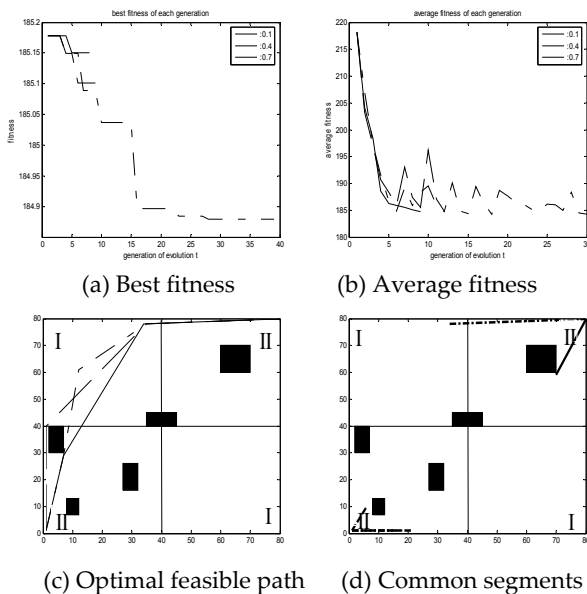 best fitness of each generation
average fitness of each generation
185.2
185.15
185.1
185.05
185
184.95
184.9
fitness
0 5 10 15 20 25 30 35 40
generation of evolution t
:0.1
:0.4
:0.7
220
215
210
205
200
195
190
185
180
average fitness
0 5 10 15 20 25 30
generation of evolution t
:0.1
:0.4
:0.7
(a) Best fitness
(b) Average fitness
80
70
60
50
40
30
20
10
0
0 10 20 30 40 50 60 70 80
I
II
II
I
80
70
60
50
40
30
20
10
0
0 10 20 30 40 50 60 70 80
I
II
II
I
(c) Optimal feasible path
(d) Common segments